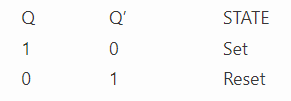 Q Q’ STATE
1 0 Set
0 1 Reset